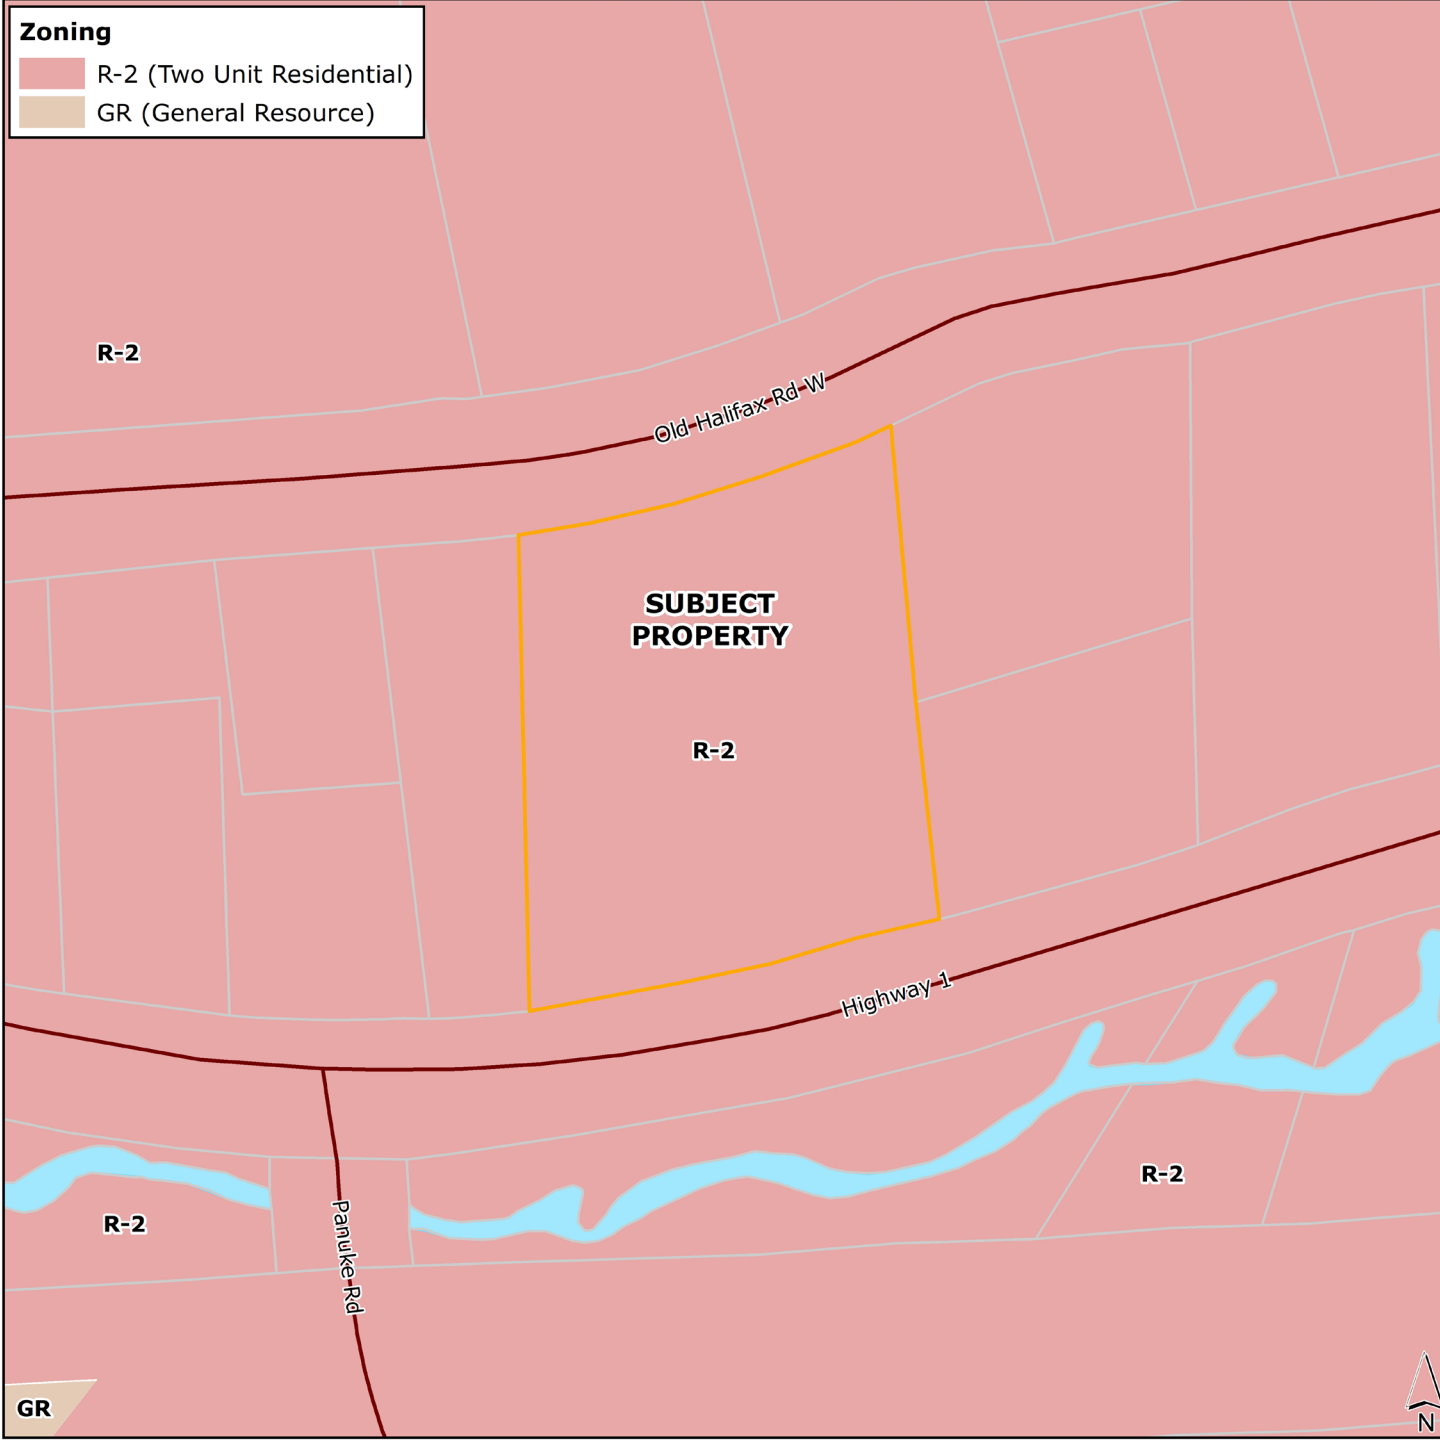 Zoning
R-2 (Two Unit Residential)
GR (General Resource)
R-2
Old Halifax Rd W
SUBJECT
PROPERTY
R-2
Highway 1
R-2
R-2
Panuke Rd
GR
N